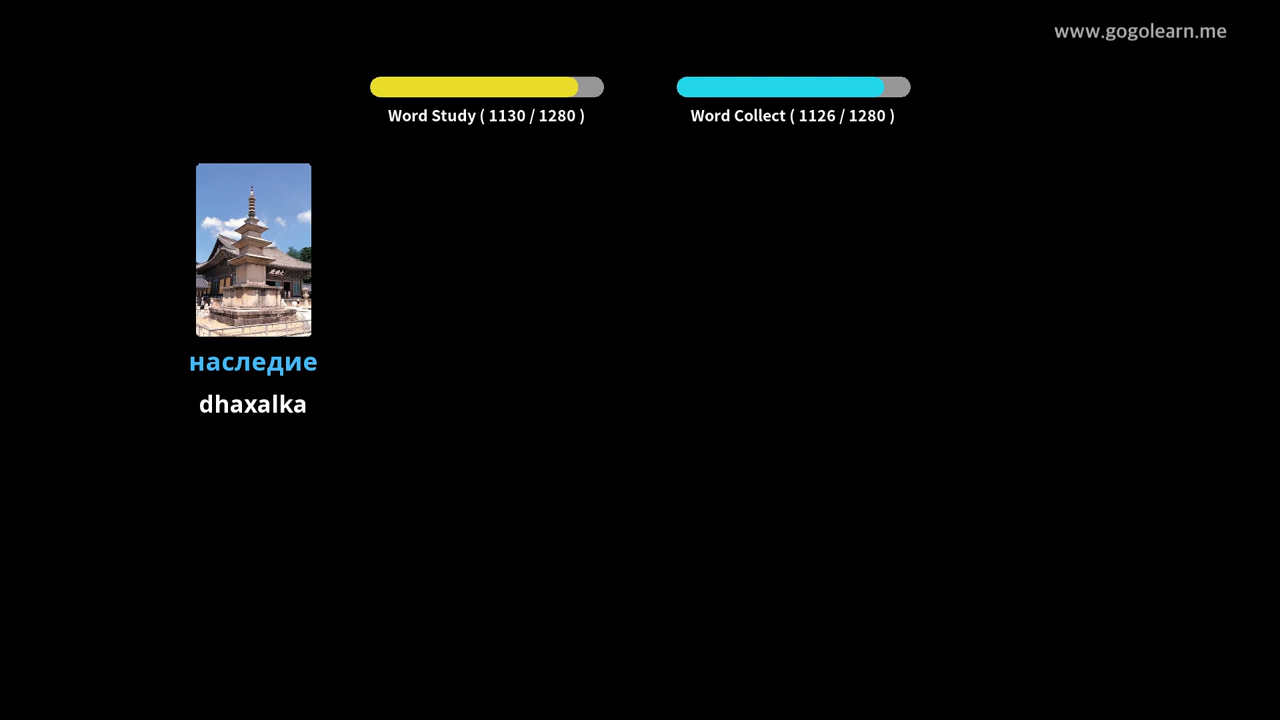 www.gogolearn.me
Word Study ( 1130 / 1280 )
Word Collect ( 1126 / 1280 )
наследие
dhaxalka